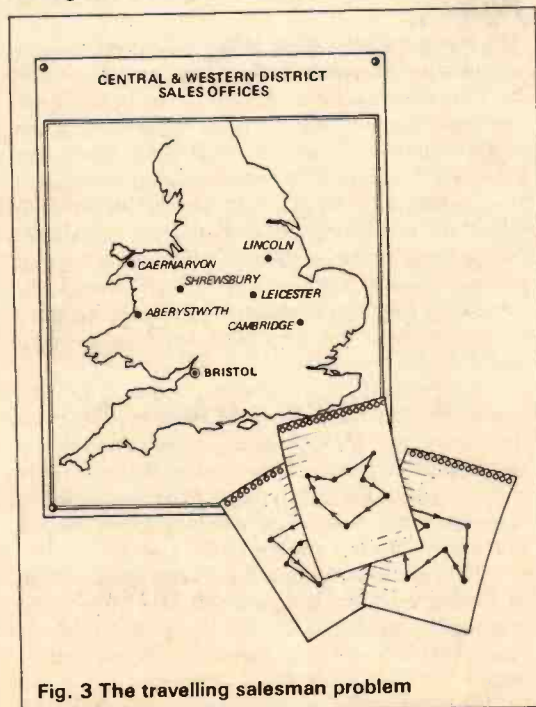 CENTRAL & WESTERN DISTRICT
SALES OFFICES
LINCOLN
CAERNARVON
SHREWSBURY
LEICESTER
ABERYSTWYTH
CAMBRIDGE
BRISTOL
Fig. 3 The travelling salesman problem